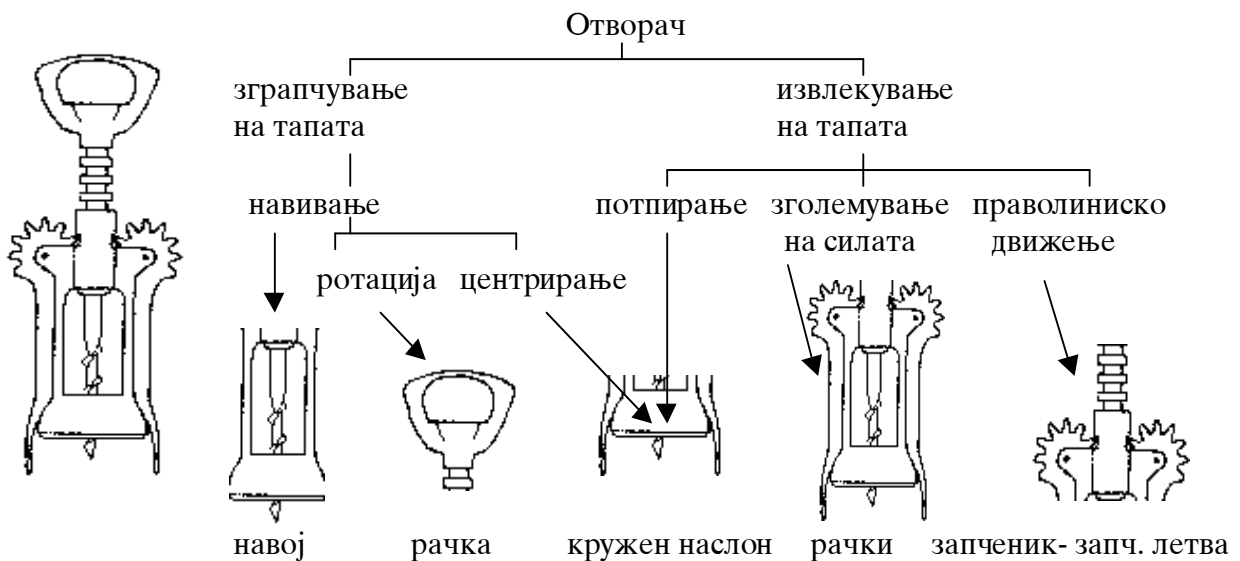 Отворач
зграпчување
на тапата
извлекување
на тапата
навивање
потпирање
зголемување
на силата
праволиниско
движење
ротација
центрирање
навој
рачка
кружен наслон
рачки
запченик- запч. летва